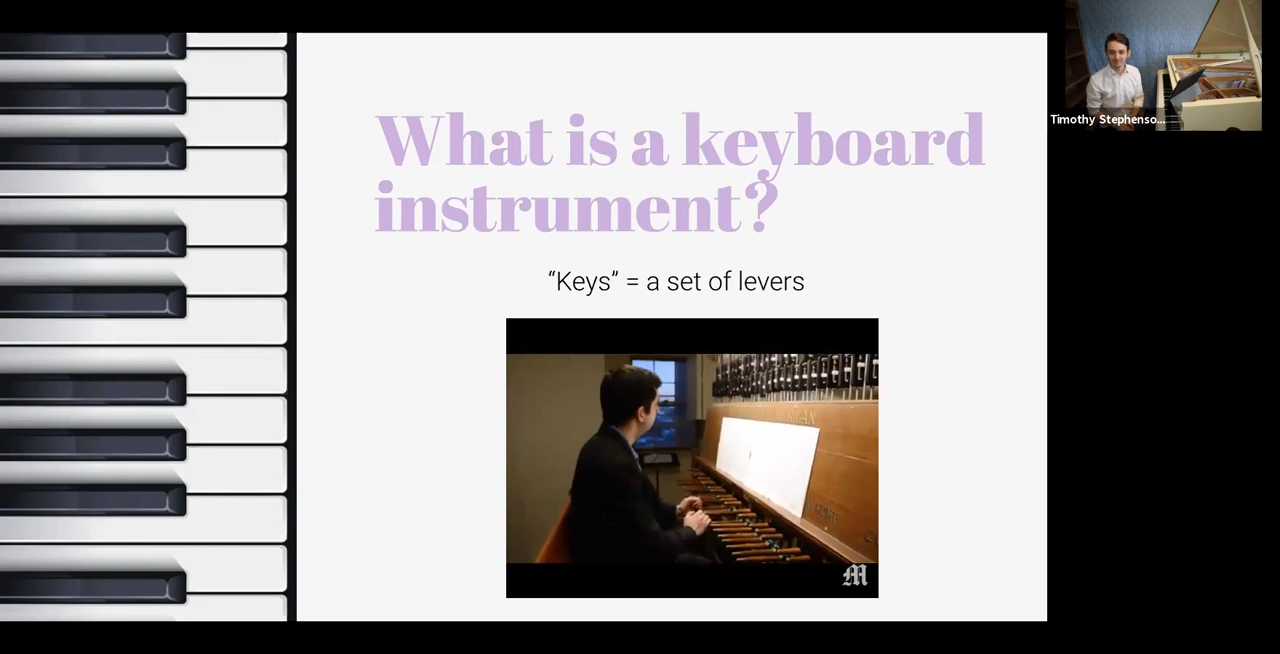 What is a keyboard
instrument?
“Keys” = a set of levers
M
Timothy Stephenso...